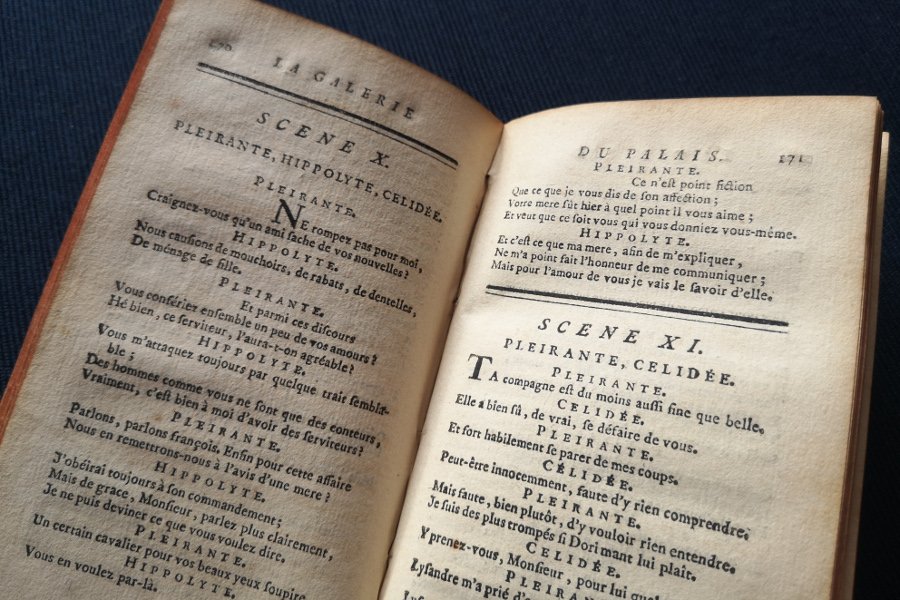 270 LA GALERIE
SCENE X.
PLEIRANTE, HIPPOLYTE, CELIDÉE.
PLEIRANTE.
NE rompez pas pour moi,
Craignez-vous qu'un ami ſache de vos nouvelles ?
HIPPOLYTE.
Nous cauſions de mouchoirs, de rabats, de dentelles,
De ménage de fille.
PLEIRANTE.
Et parmi ces diſcours
Vous conſériez enſemble un peu de vos amours ?
Hé bien, ce ſerviteur, l'aura-t-on agréable ?
HIPPOLYTE.
Vous m'attaquez toujours par quelque trait ſembla-
ble ;
Des hommes comme vous ne ſont que des conteurs,
Vraiment, c'eſt bien à moi d'avoir des ſerviteurs ?
PLEIRANTE.
Parlons, parlons françois. Enfin pour cette affaire
Nous en remettrons-nous à l'avis d'une mere ?
HIPPOLYTE.
J'obéirai toujours à ſon commandement ;
Mais de grace, Monſieur, parlez plus clairement,
Je ne puis deviner ce que vous voulez dire.
PLEIRANTE.
Un certain cavalier pour vos beaux yeux ſoupire
HIPPOLYTE.
Vous en voulez par-là.
DU PALAIS. 271
PLEIRANTE.
Ce n'eſt point fiction
Que ce que je vous dis de ſon affection ;
Votre mere ſût hier à quel point il vous aime ;
Et veut que ce ſoit vous qui vous donniez vous-même.
HIPPOLYTE.
Et c'eſt ce que ma mere, afin de m'expliquer,
Ne m'a point fait l'honneur de me communiquer ;
Mais pour l'amour de vous je vais le ſavoir d'elle.
SCENE XI.
PLEIRANTE, CELIDÉE.
PLEIRANTE.
TA compagne eſt du moins auſſi fine que belle.
CELIDÉE.
Elle a bien ſû, de vrai, ſe défaire de vous.
PLEIRANTE.
Et fort habilement ſe parer de mes coups.
CÉLIDÉE.
Peut-être innocemment, faute d'y rien comprendre.
PLEIRANTE.
Mais faute, bien plutôt, d'y vouloir rien entendre.
Je ſuis des plus trompés ſi Dorimant lui plaît.
CELIDÉE.
Y prenez-vous, Monſieur, pour lui
PLEIRANTE.
Lyſandre m'a prié d'